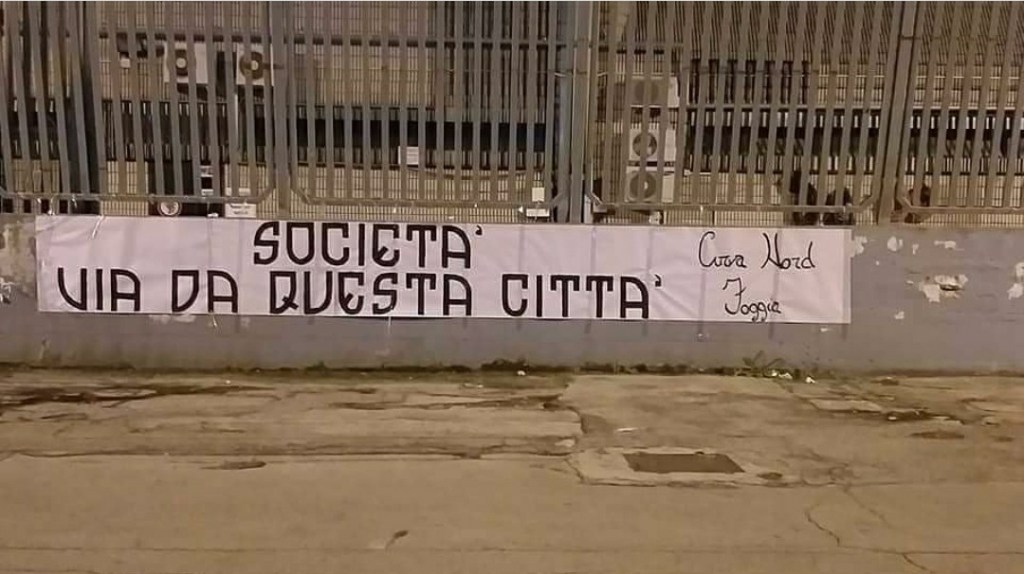 SOCIETA'
VIA DA QUESTA CITTA'
Curva Nord
Foggia